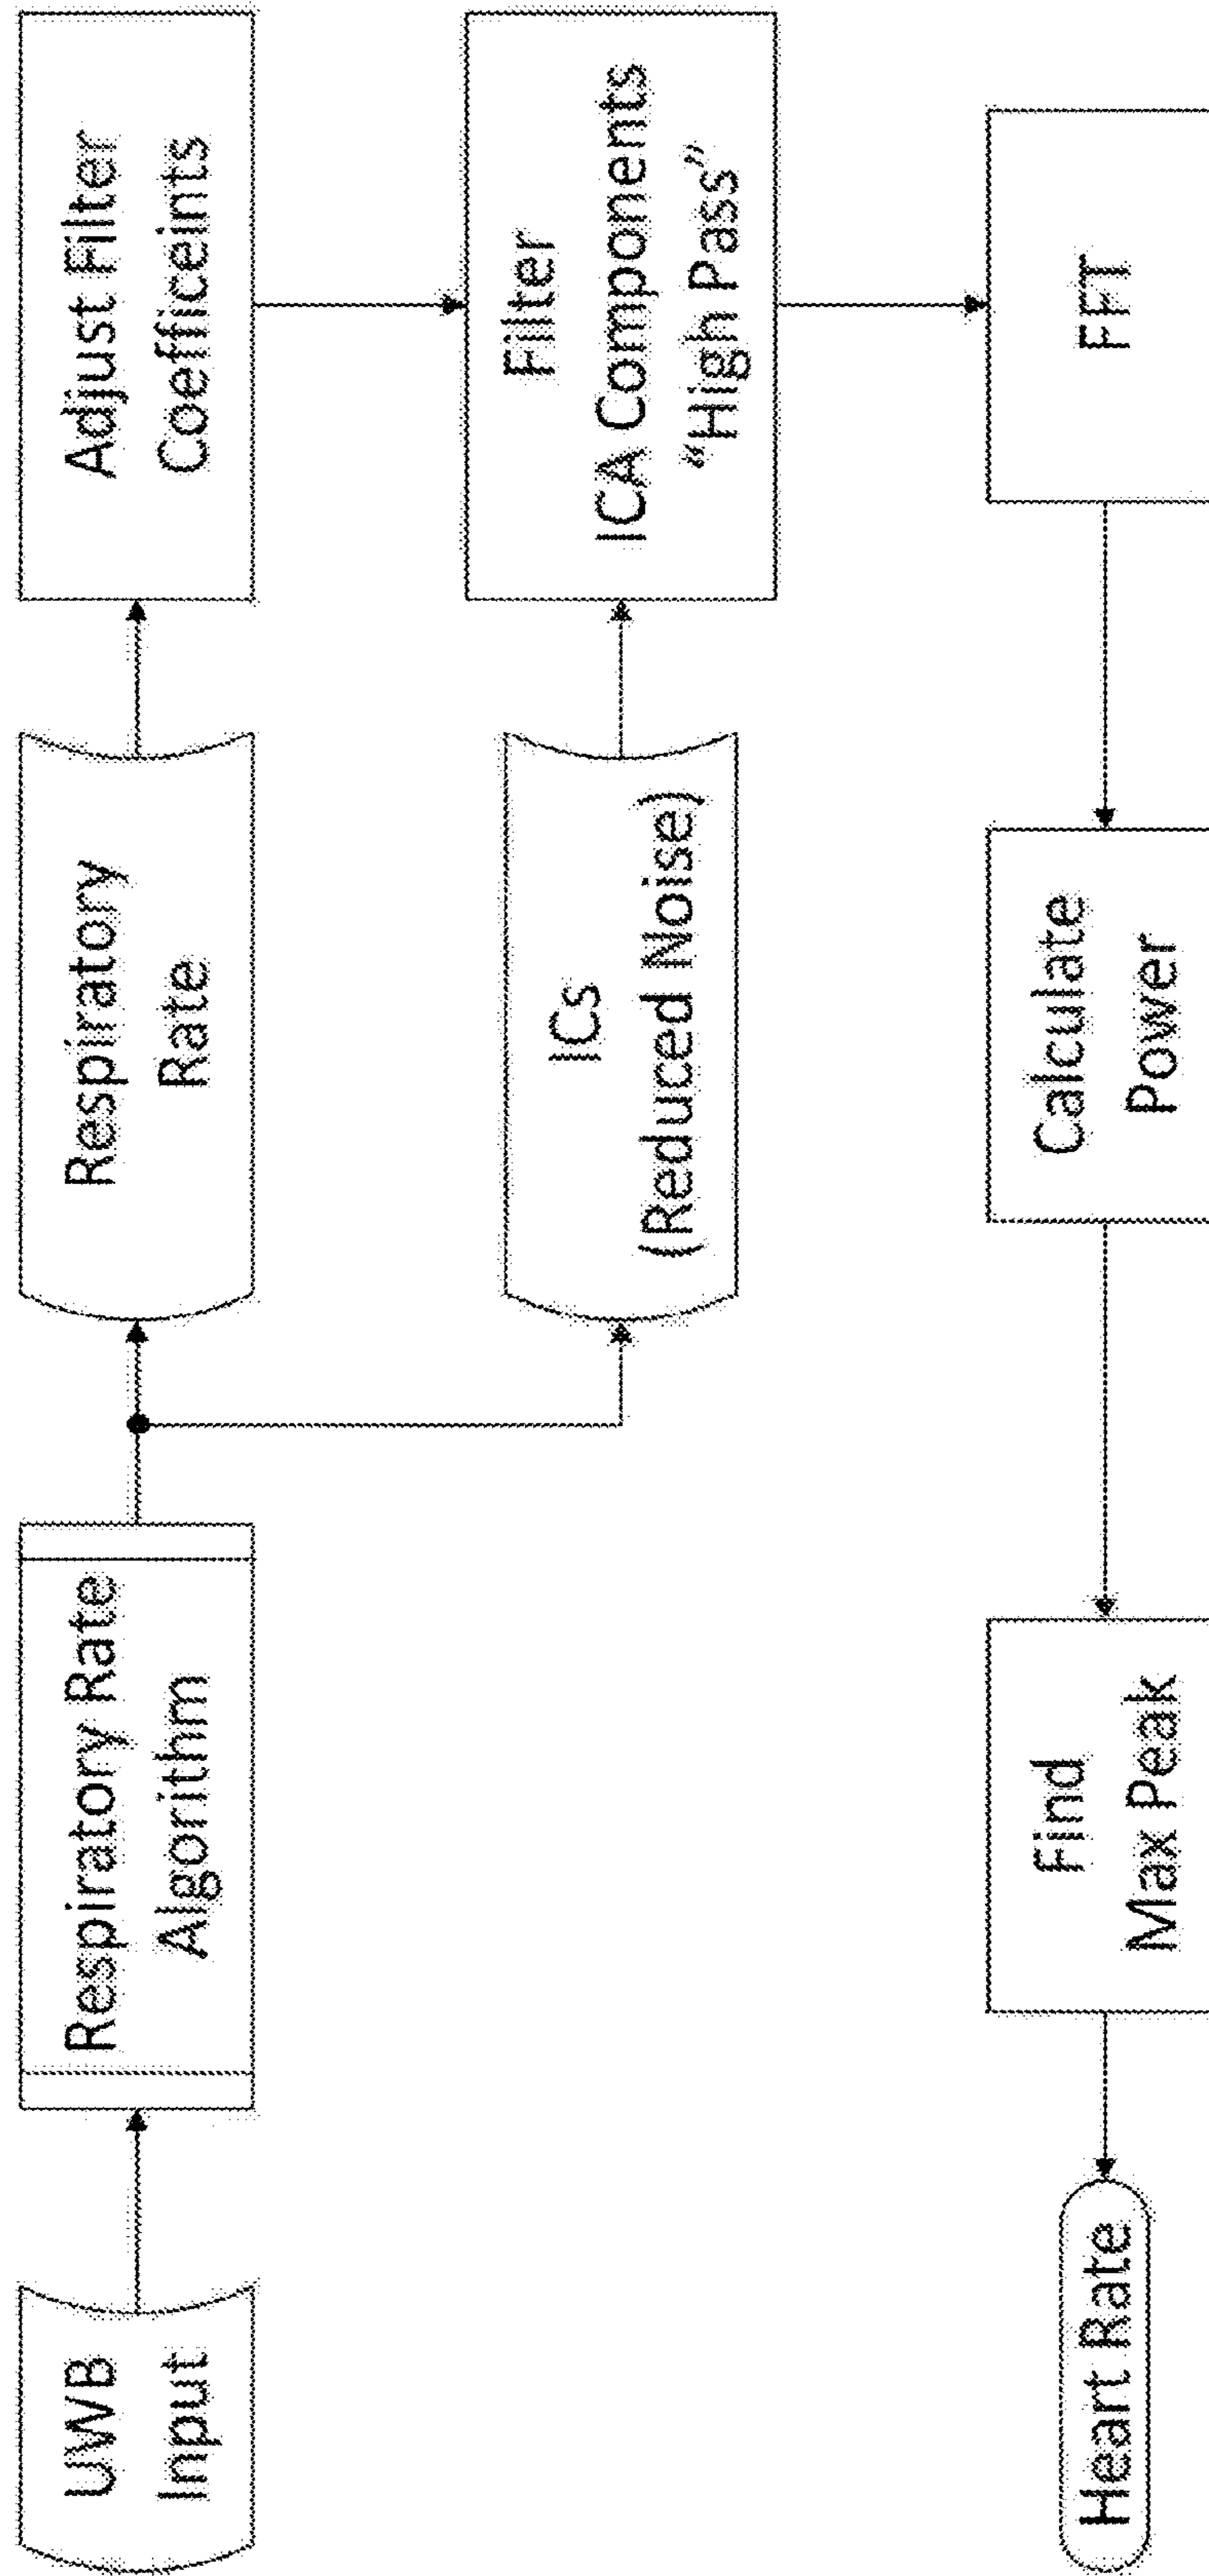 UWB
Input
Respiratory Rate
Algorithm
Respiratory
Rate
Adjust Filter
Coefficeints
ICs
(Reduced Noise)
Filter
ICA Components
“High Pass”
FFT
Calculate
Power
Find
Max Peak
Heart Rate